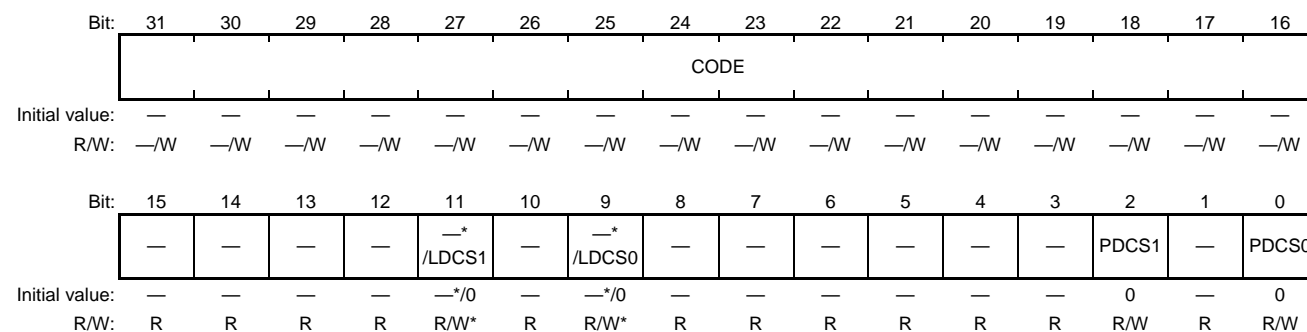 Bit: 31 30 29 28 27 26 25 24 23 22 21 20 19 18 17 16
CODE
Initial value: — — — — — — — — — — — — — — — —
R/W: —/W —/W —/W —/W —/W —/W —/W —/W —/W —/W —/W —/W —/W —/W —/W —/W
Bit: 15 14 13 12 11 10 9 8 7 6 5 4 3 2 1 0
— — — — —* /LDCS1 — —* /LDCS0 — — — — — — PDCS1 — PDCS0
Initial value: — — — — —*/0 — —*/0 — — — — — — 0 — 0
R/W: R R R R R/W* R R/W* R R R R R R R/W R R/W